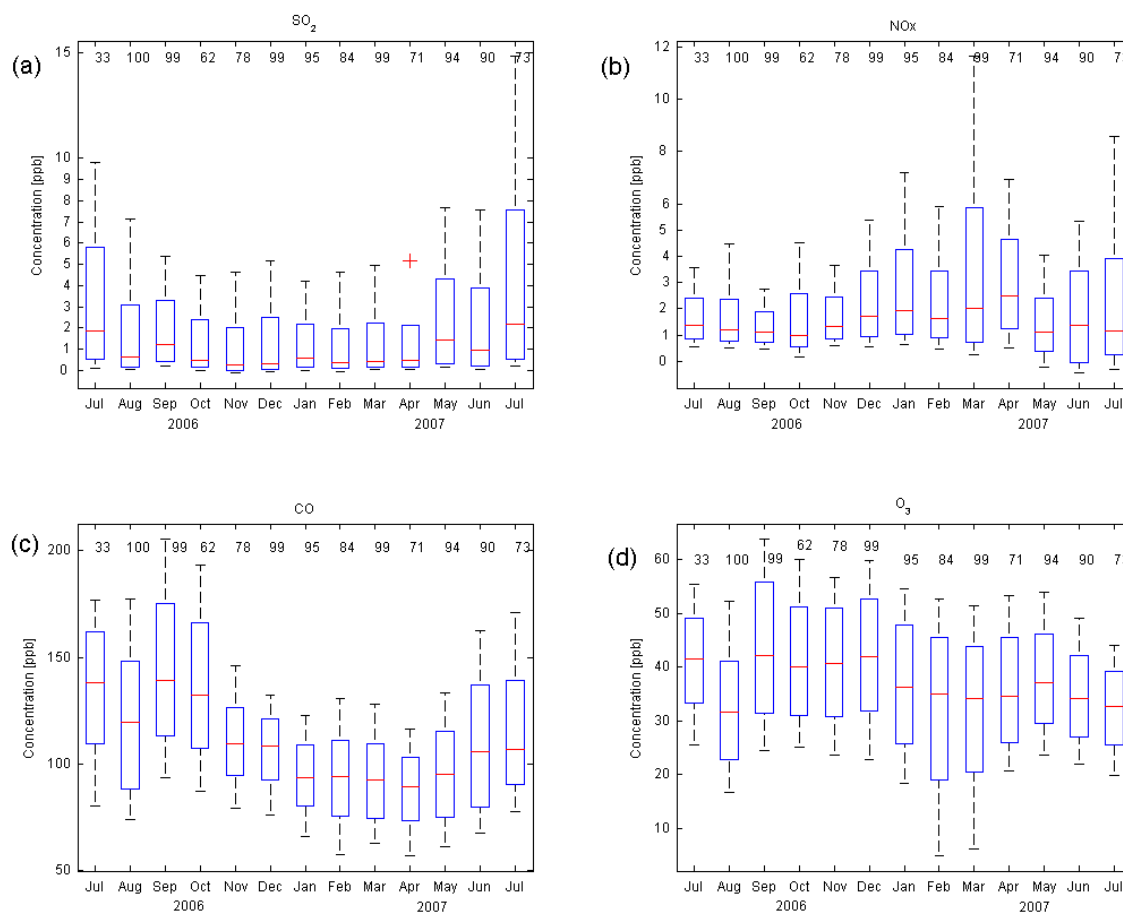 SO2
(a)
33 100 99 62 78 99 95 84 99 71 94 90 73
15
10
9
8
7
6
5
4
3
2
1
0
Concentration [ppb]
Jul Aug Sep Oct Nov Dec Jan Feb Mar Apr May Jun Jul
2006 2007
NOx
(b)
33 100 99 62 78 99 95 84 99 71 94 90
12
10
8
6
5
4
3
2
1
0
Concentration [ppb]
Jul Aug Sep Oct Nov Dec Jan Feb Mar Apr May Jun Jul
2006 2007
CO
(c)
33 100 99 62 78 99 95 84 99 71 94 90 73
200
150
100
50
Concentration [ppb]
Jul Aug Sep Oct Nov Dec Jan Feb Mar Apr May Jun Jul
2006 2007
O3
(d)
33 100 99 62 78 99 95 84 99 71 94 90
60
50
40
30
20
10
Concentration [ppb]
Jul Aug Sep Oct Nov Dec Jan Feb Mar Apr May Jun Jul
2006 2007